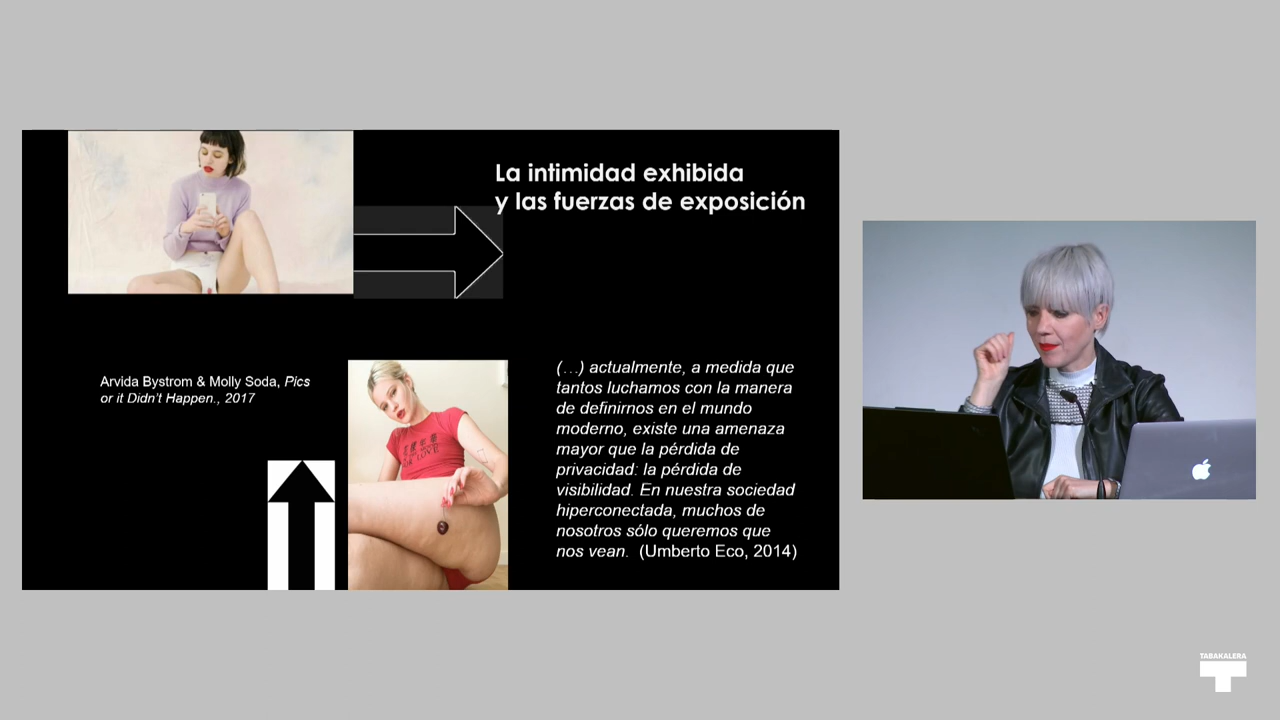 La intimidad exhibida
y las fuerzas de exposición
Arvida Bystrom & Molly Soda, Pics
or it Didn't Happen., 2017
(…) actualmente, a medida que
tantos luchamos con la manera
de definirnos en el mundo
moderno, existe una amenaza
mayor que la pérdida de
privacidad: la pérdida de
visibilidad. En nuestra sociedad
hiperconectada, muchos de
nosotros sólo queremos que
nos vean. (Umberto Eco, 2014)
TABAKALERA